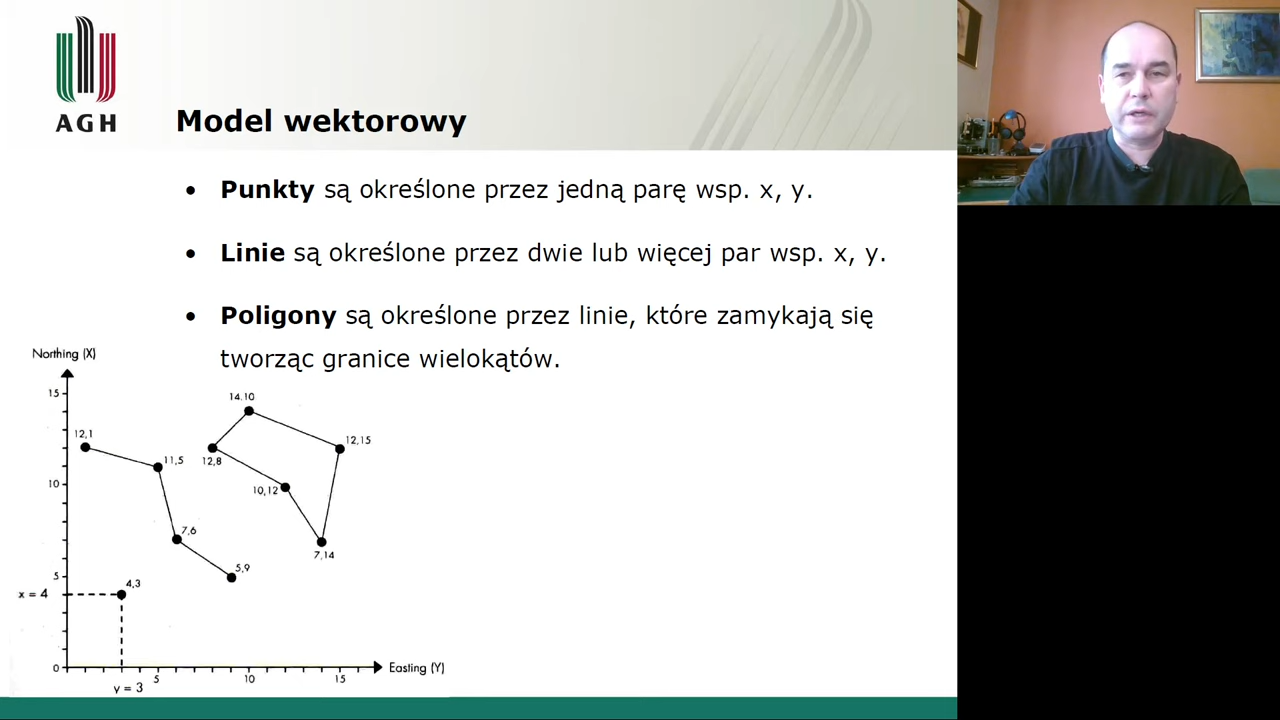 AGH
Model wektorowy
• Punkty są określone przez jedną parę wsp. x, y.
• Linie są określone przez dwie lub więcej par wsp. x, y.
• Poligony są określone przez linie, które zamykają się
tworząc granice wielokątów.
Northing (X)
15
14.10
12,1
12,15
11,5
12,8
10
10,12
7,6
7,14
5,9
5
4,3
x = 4
0
5
10
15
Easting (Y)
y = 3